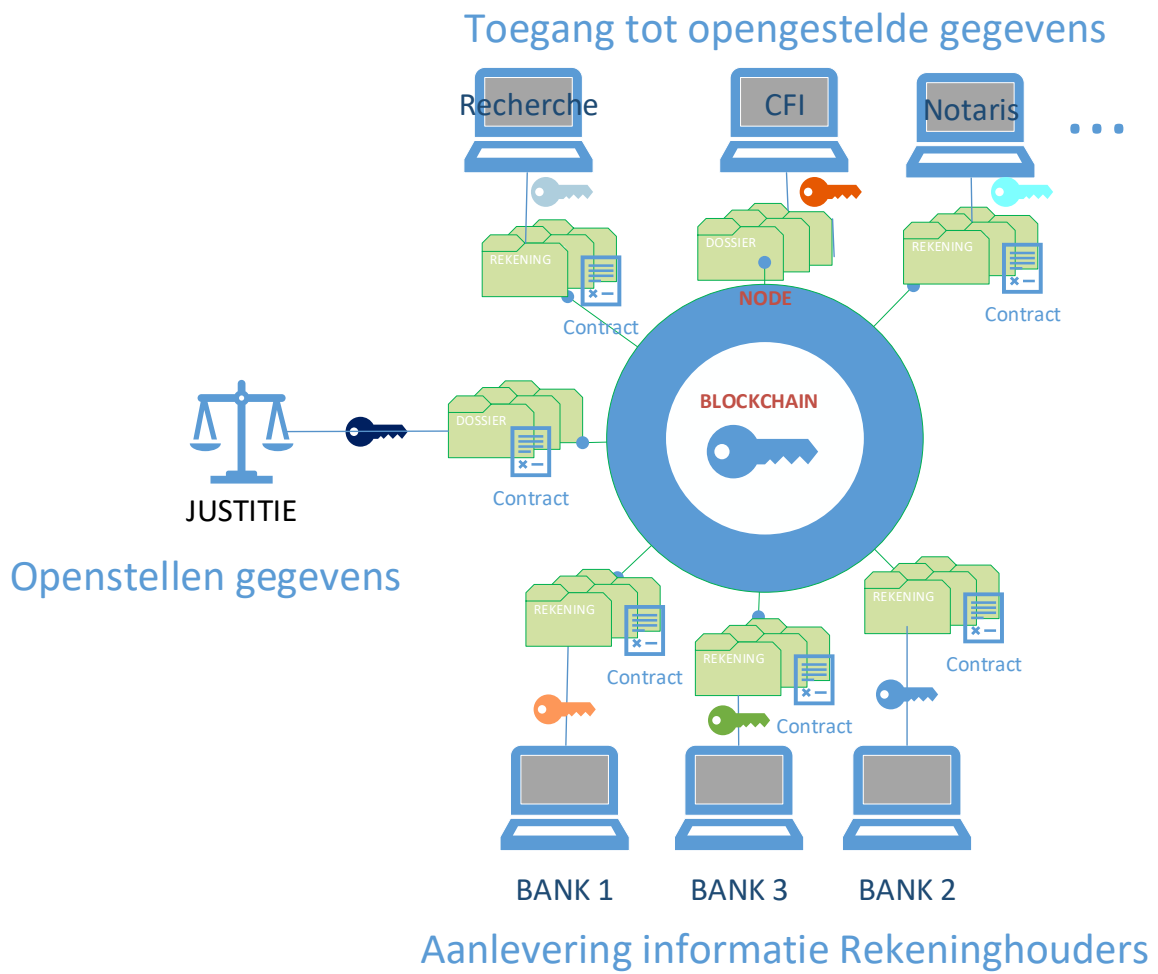 Toegang tot opengestelde gegevens
Recherche
CFI
Notaris
...
REKENING
DOSSIER
REKENING
Contract
NODE
Contract
BLOCKCHAIN
DOSSIER
Contract
JUSTITIE
Openstellen gegevens
REKENING
REKENING
REKENING
Contract
Contract
Contract
BANK 1
BANK 3
BANK 2
Aanlevering informatie Rekeninghouders